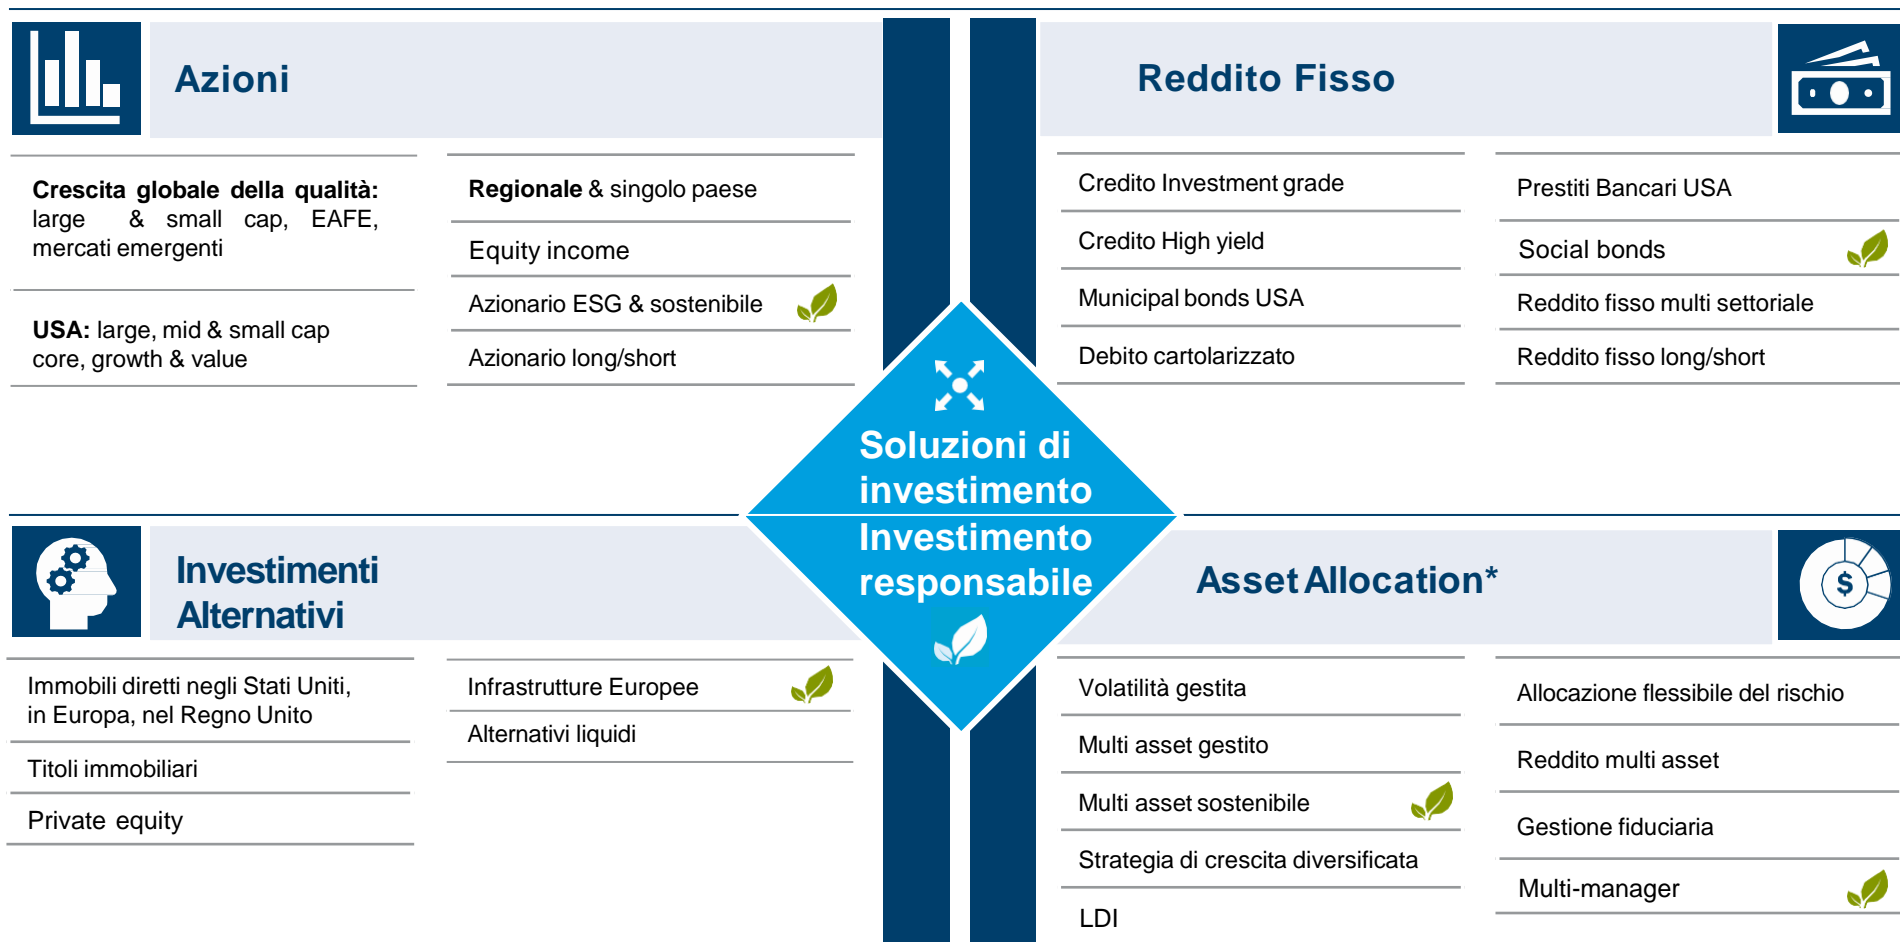 Azioni
Crescita globale della qualità:
large & small cap, EAFE,
mercati emergenti
USA: large, mid & small cap
core, growth & value
Regionale & singolo paese
Equity income
Azionario ESG & sostenibile
Azionario long/short
Reddito Fisso
Credito Investment grade
Credito High yield
Municipal bonds USA
Debito cartolarizzato
Prestiti Bancari USA
Social bonds
Reddito fisso multi settoriale
Reddito fisso long/short
Soluzioni di
investimento
Investimento
responsabile
Investimenti
Alternativi
Immobili diretti negli Stati Uniti,
in Europa, nel Regno Unito
Titoli immobiliari
Private equity
Infrastrutture Europee
Alternativi liquidi
Asset Allocation*
$
Volatilità gestita
Multi asset gestito
Multi asset sostenibile
Strategia di crescita diversificata
LDI
Allocazione flessibile del rischio
Reddito multi asset
Gestione fiduciaria
Multi-manager